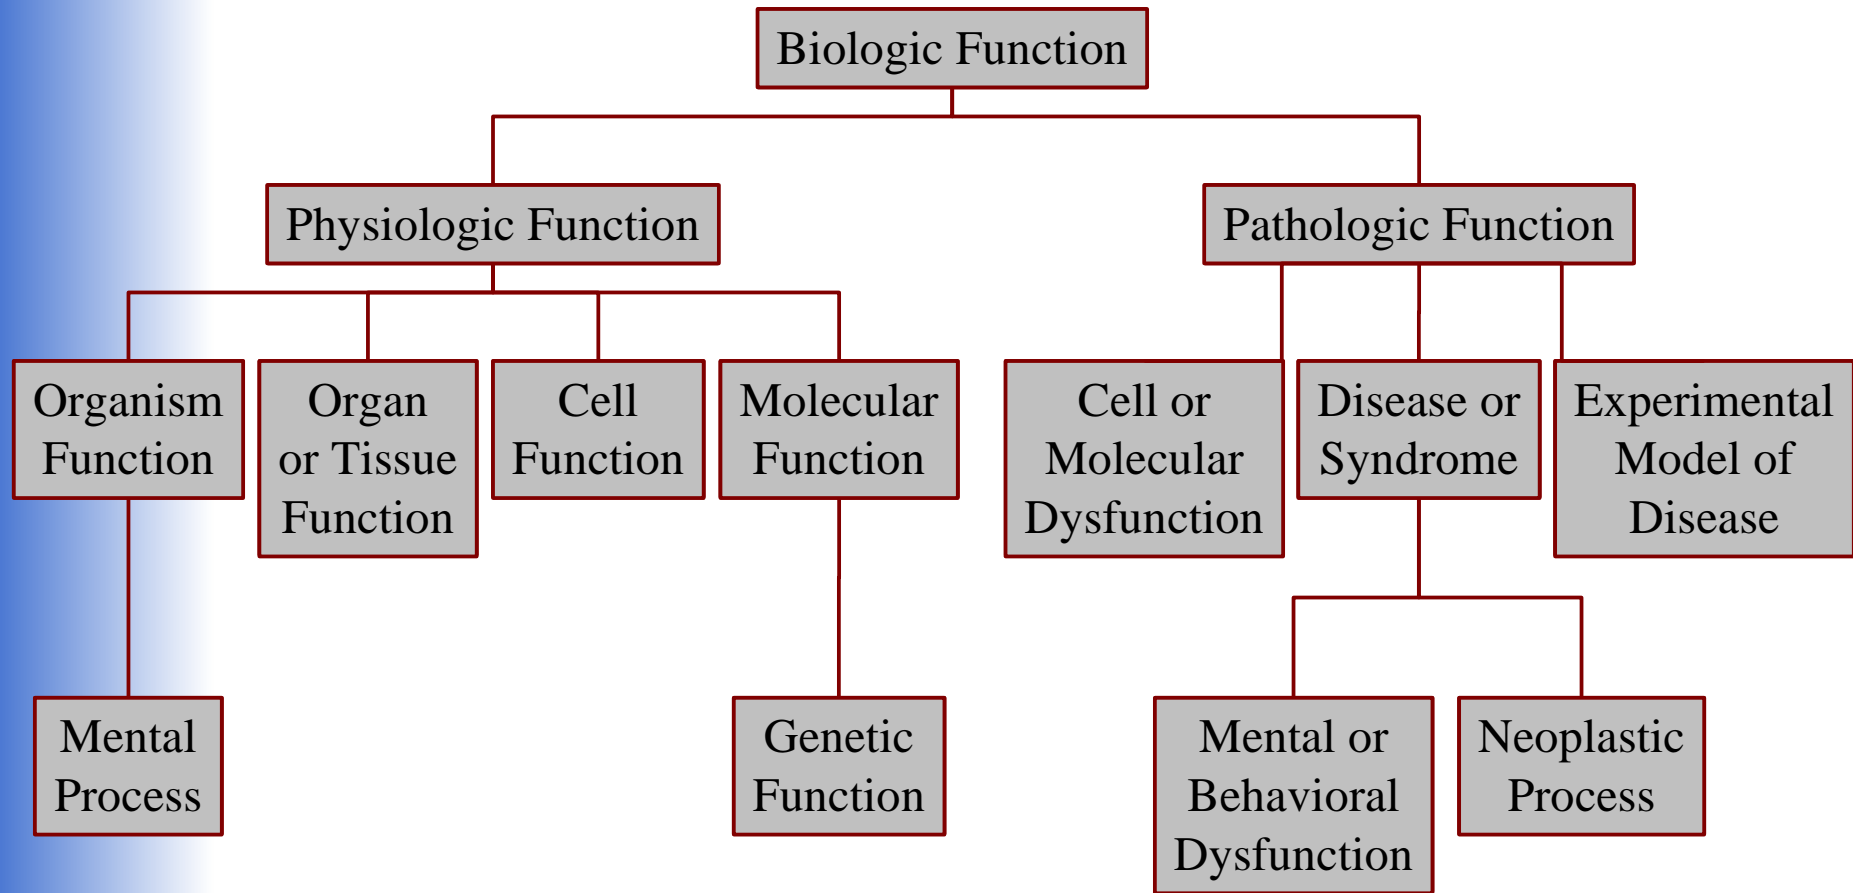 Biologic Function
Physiologic Function
Pathologic Function
Organism
Function
Organ
or Tissue
Function
Cell
Function
Molecular
Function
Cell or
Molecular
Dysfunction
Disease or
Syndrome
Experimental
Model of
Disease
Mental
Process
Genetic
Function
Mental or
Behavioral
Dysfunction
Neoplastic
Process